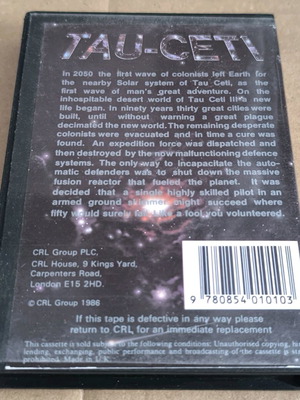 TAU-CETI
In 2050 the first wave of colonists left Earth for
the nearby Solar system of Tau Ceti, as the
first wave of man's great adventure. On the
inhospitable desert world of Tau Ceti III a new
life began. In ninety years thirty great cities were
built, until without warning a great plague
decimated the new world. The remaining desperate
colonists were evacuated and in time a cure was
found. An expedition force was dispatched and
then destroyed by the now malfunctioning defence
systems. The only way to incapacitate the auto-
matic defenders was to shut down the massive
fusion reactor that fueled the planet. It was
decided that a single highly skilled pilot in an
armed ground skimmer might succeed where
fifty would surely fail. Like a fool you volunteered.
CRL Group PLC,
CRL House, 9 Kings Yard,
Carpenters Road,
London E15 2HD.
© CRL Group 1986
9 780854 010103
If this tape is defective in any way please
return to CRL for an immediate replacement
This cassette is sold subject to the following conditions: Unauthorised copying, hiring
lending, exchanging, public performance and broadcasting of the cassette is
prohibited. Made in U.K.